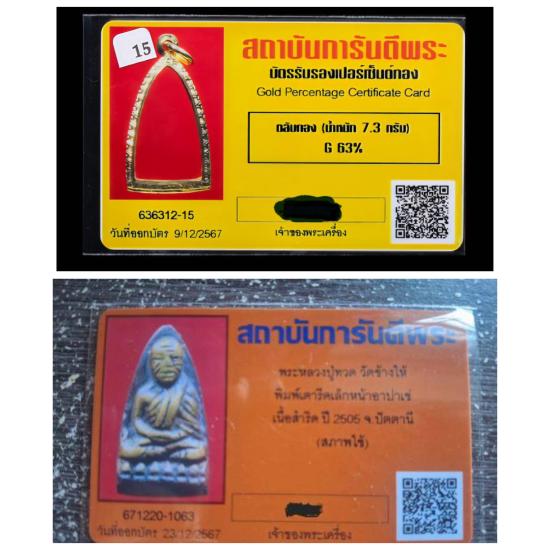 15
สถาบันการันตีพระ
บัตรรับรองเปอร์เซ็นต์ทอง
Gold Percentage Certificate Card
ตลับทอง (น้ำหนัก 7.3 กรัม)
G 63%
636312-15
วันที่ออกบัตร 9/12/2567
เจ้าของพระเครื่อง
สถาบันการันตีพระ
พระหลวงปู่ทวด วัดช้างให้
พิมพ์เตารีดเล็กหน้าอาปาเช่
เนื้อสำริด ปี 2505 จ.ปัตตานี
(สภาพใช้)
671220-1063
วันที่ออกบัตร 23/12/2567
เจ้าของพระเครื่อง